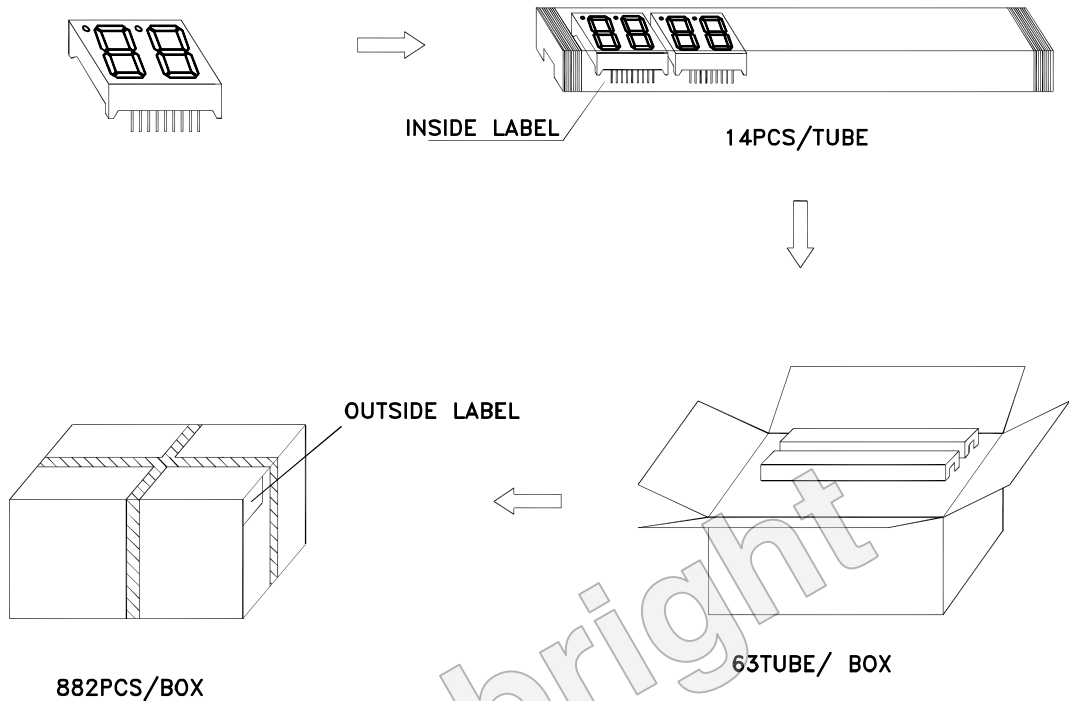 INSIDE LABEL
14PCS/TUBE
OUTSIDE LABEL
63TUBE/ BOX
882PCS/BOX
bright